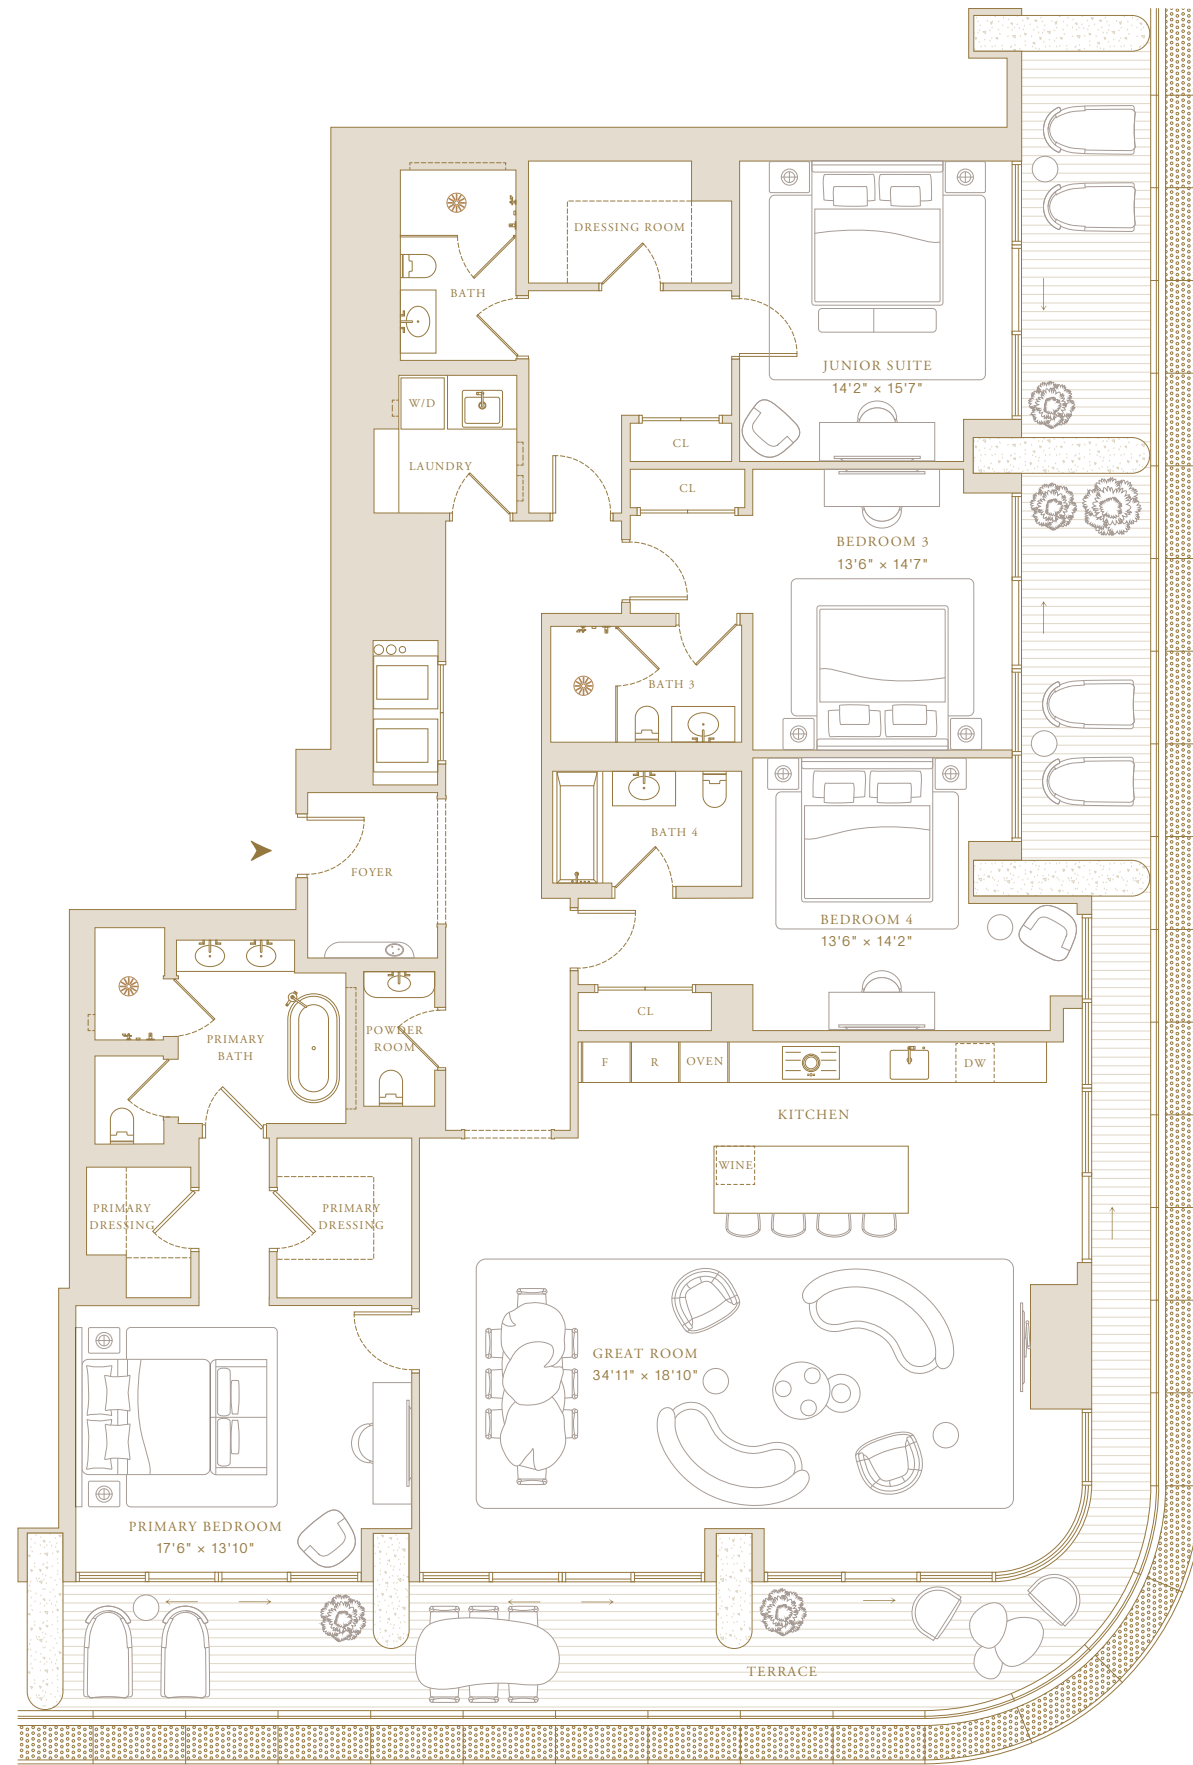 DRESSING ROOM
BATH
JUNIOR SUITE
14'2" × 15'7"
W/D
CL
LAUNDRY
CL
BEDROOM 3
13'6" × 14'7"
BATH 3
BATH 4
FOYER
BEDROOM 4
13'6" × 14'2"
CL
POWDER
ROOM
PRIMARY
BATH
F
R
OVEN
DW
KITCHEN
WINE
PRIMARY
DRESSING
PRIMARY
DRESSING
GREAT ROOM
34'11" × 18'10"
PRIMARY BEDROOM
17'6" × 13'10"
TERRACE